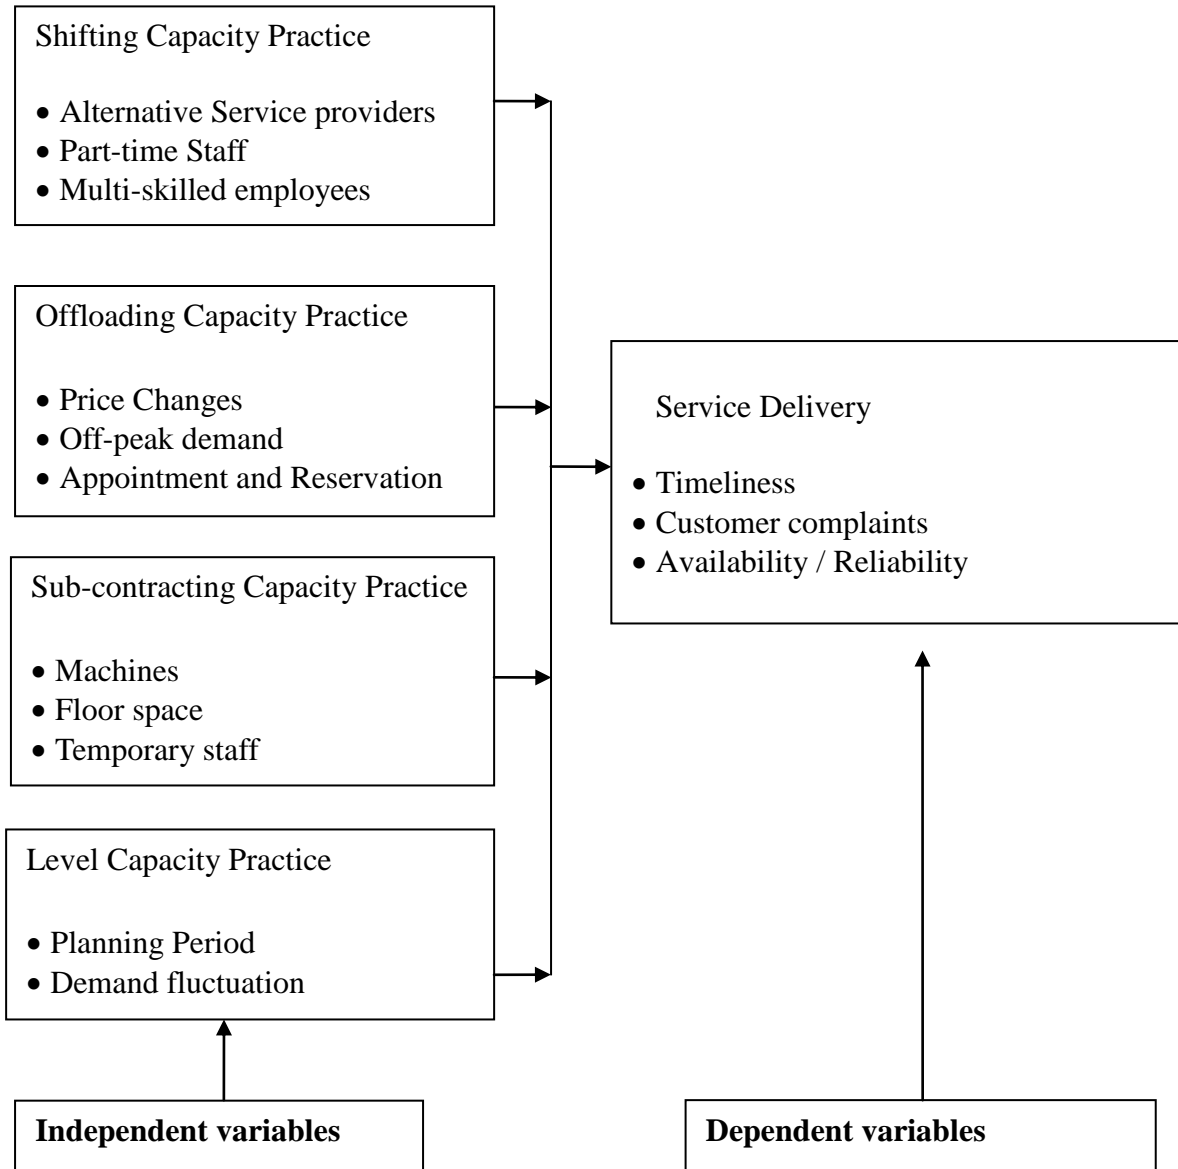 Shifting Capacity Practice
• Alternative Service providers
• Part-time Staff
• Multi-skilled employees
Offloading Capacity Practice
• Price Changes
• Off-peak demand
• Appointment and Reservation
Sub-contracting Capacity Practice
• Machines
• Floor space
• Temporary staff
Level Capacity Practice
• Planning Period
• Demand fluctuation
Service Delivery
• Timeliness
• Customer complaints
• Availability / Reliability
Independent variables
Dependent variables